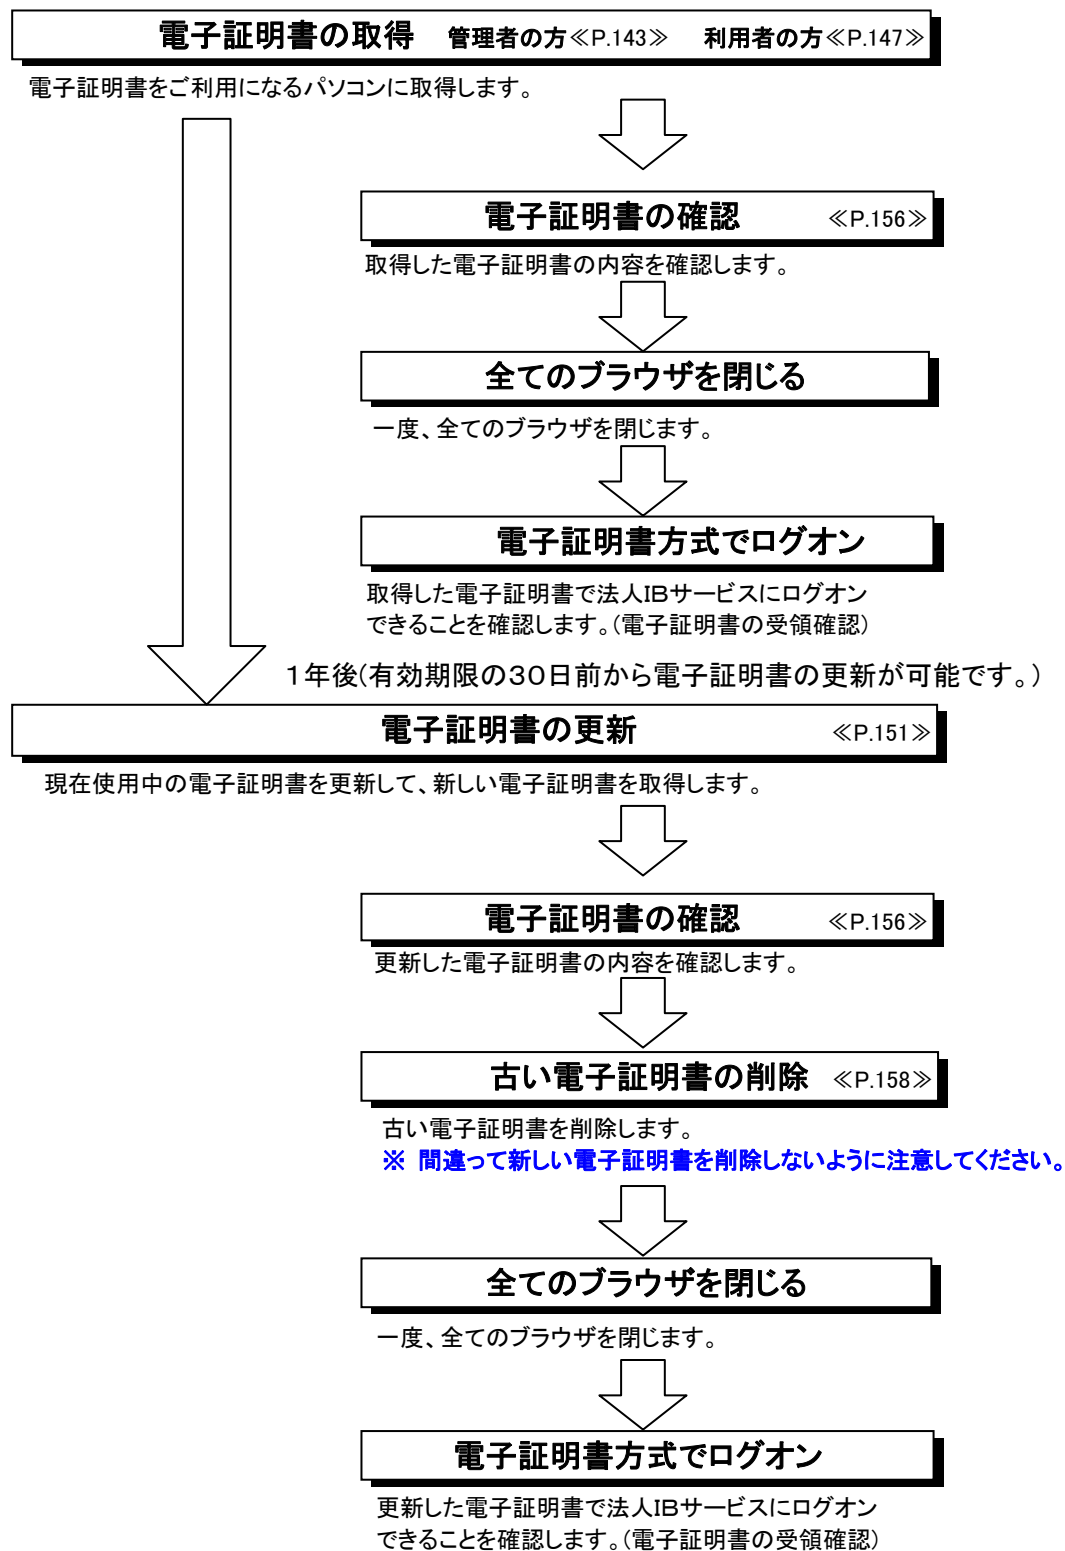 電子証明書の取得 管理者の方≪P.143≫ 利用者の方≪P.147≫
電子証明書をご利用になるパソコンに取得します。
電子証明書の確認 ≪P.156≫
取得した電子証明書の内容を確認します。
全てのブラウザを閉じる
一度、全てのブラウザを閉じます。
電子証明書方式でログオン
取得した電子証明書で法人IBサービスにログオン
できることを確認します。(電子証明書の受領確認)
１年後(有効期限の３０日前から電子証明書の更新が可能です。)
電子証明書の更新 ≪P.151≫
現在使用中の電子証明書を更新して、新しい電子証明書を取得します。
電子証明書の確認 ≪P.156≫
更新した電子証明書の内容を確認します。
古い電子証明書の削除 ≪P.158≫
古い電子証明書を削除します。
※ 間違って新しい電子証明書を削除しないように注意してください。
全てのブラウザを閉じる
一度、全てのブラウザを閉じます。
電子証明書方式でログオン
更新した電子証明書で法人IBサービスにログオン
できることを確認します。(電子証明書の受領確認)